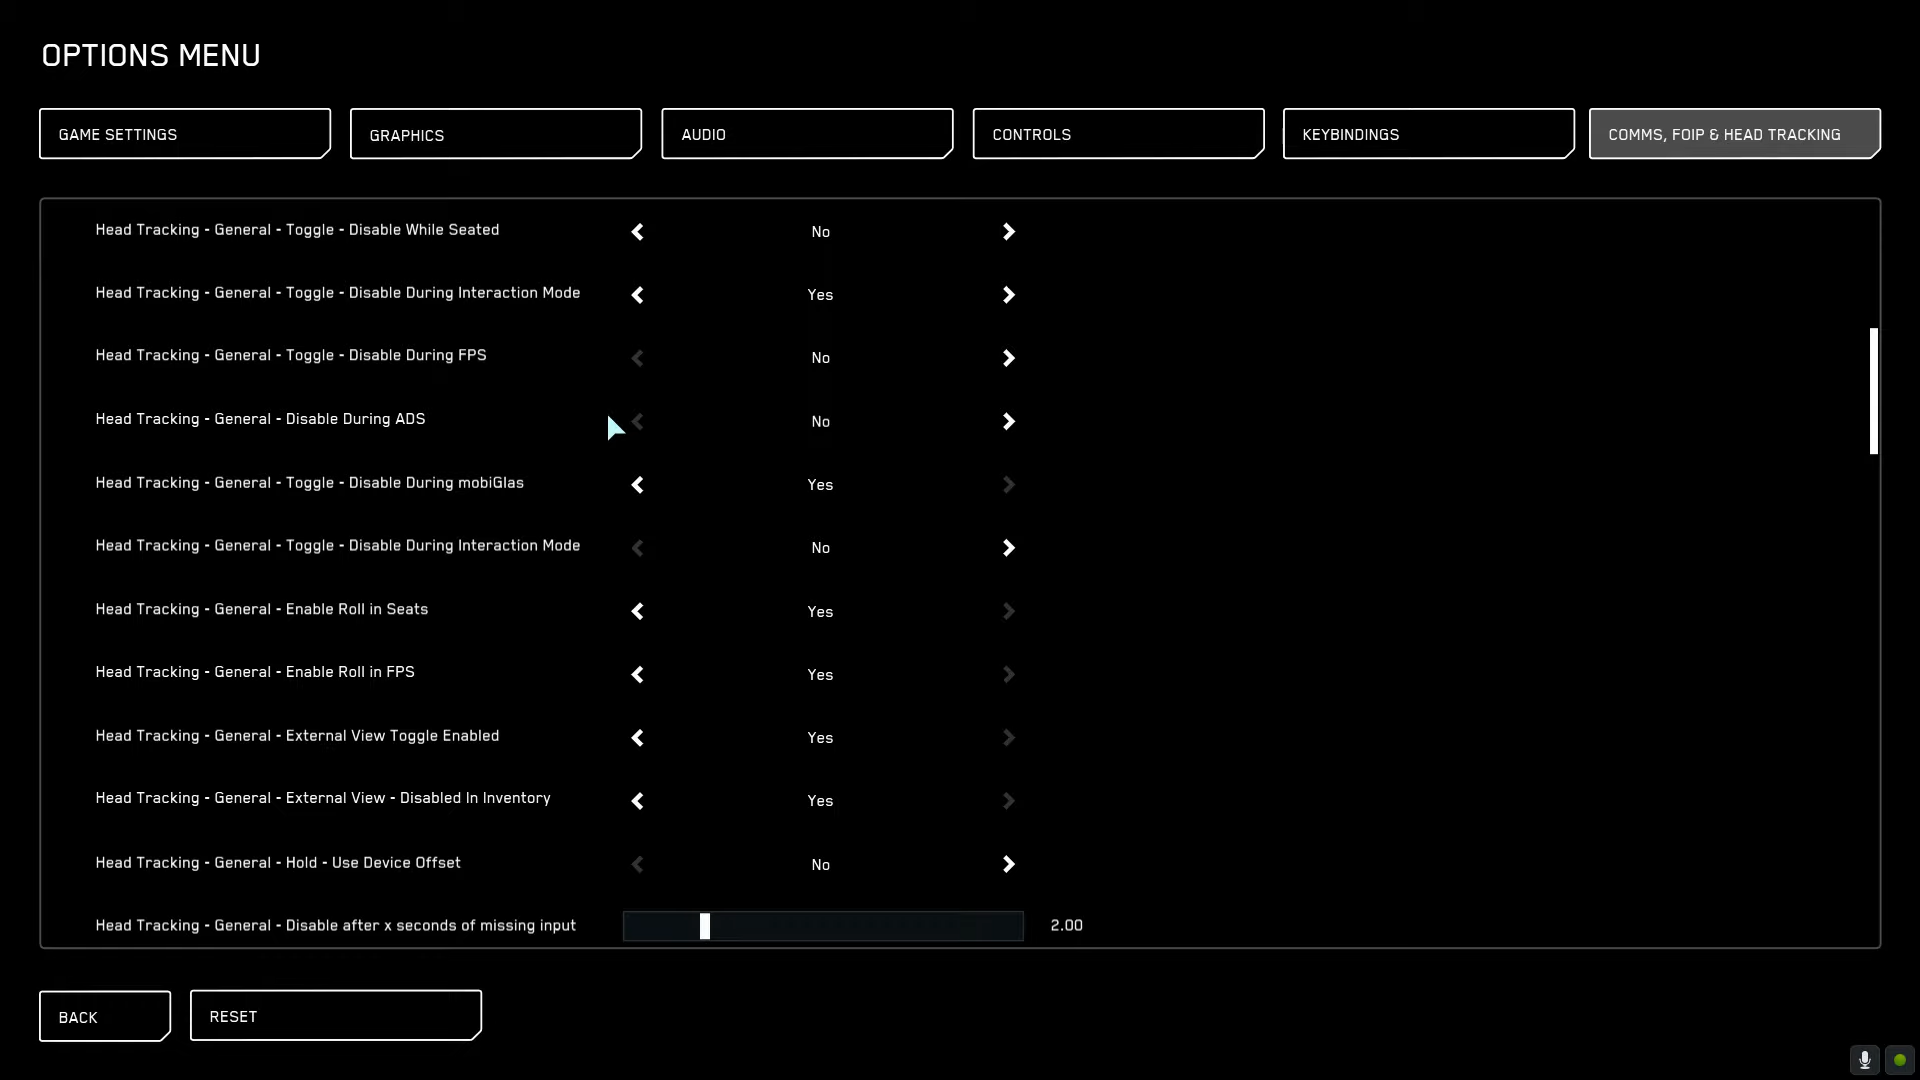 OPTIONS MENU
GAME SETTINGS
GRAPHICS
AUDIO
CONTROLS
KEYBINDINGS
COMMS, FOIP & HEAD TRACKING
Head Tracking - General - Toggle - Disable While Seated
No
Head Tracking - General - Toggle - Disable During Interaction Mode
Yes
Head Tracking - General - Toggle - Disable During FPS
No
Head Tracking - General - Disable During ADS
No
Head Tracking - General - Toggle - Disable During mobiGlas
Yes
Head Tracking - General - Toggle - Disable During Interaction Mode
No
Head Tracking - General - Enable Roll in Seats
Yes
Head Tracking - General - Enable Roll in FPS
Yes
Head Tracking - General - External View Toggle Enabled
Yes
Head Tracking - General - External View - Disabled In Inventory
Yes
Head Tracking - General - Hold - Use Device Offset
No
Head Tracking - General - Disable after x seconds of missing input
2.00
BACK
RESET